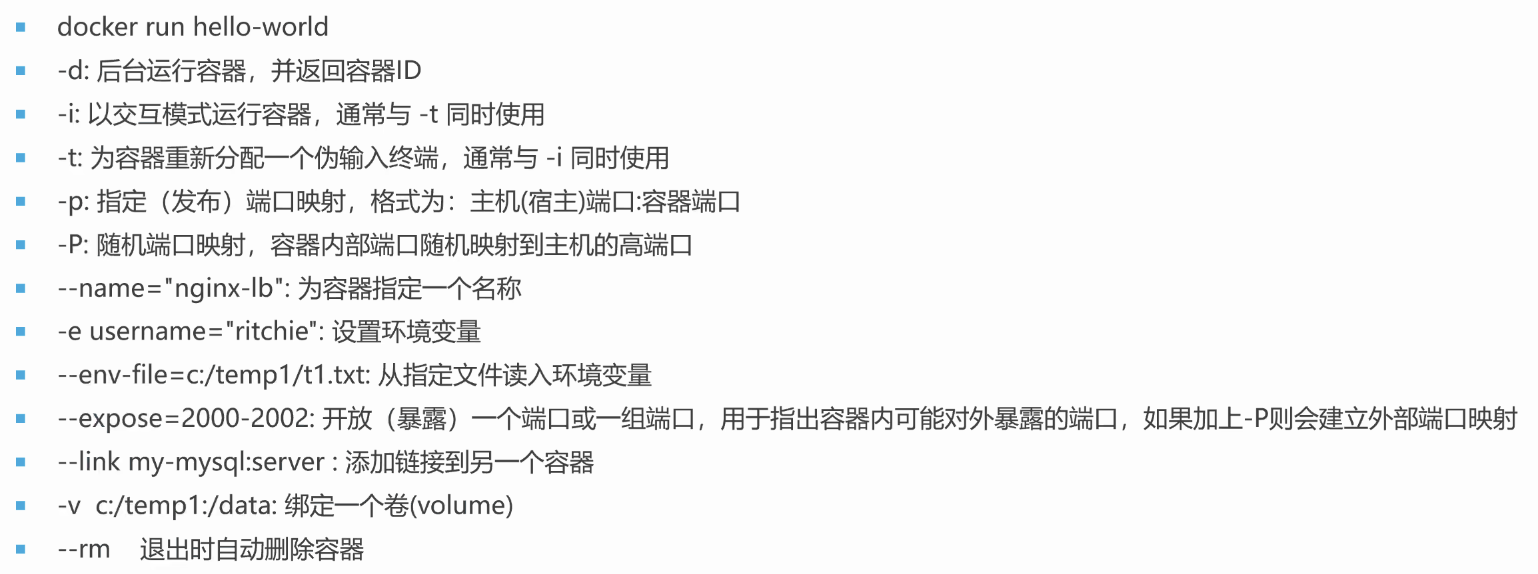 docker run hello-world
-d: 后台运行容器，并返回容器ID
-i: 以交互模式运行容器，通常与 -t 同时使用
-t: 为容器重新分配一个伪输入终端，通常与 -i 同时使用
-p: 指定（发布）端口映射，格式为：主机(宿主)端口:容器端口
-P: 随机端口映射，容器内部端口随机映射到主机的高端口
--name="nginx-lb": 为容器指定一个名称
-e username="ritchie": 设置环境变量
--env-file=c:/temp1/t1.txt: 从指定文件读入环境变量
--expose=2000-2002: 开放（暴露）一个端口或一组端口，用于指出容器内可能对外暴露的端口，如果加上-P则会建立外部端口映射
--link my-mysql:server : 添加链接到另一个容器
-v  c:/temp1:/data: 绑定一个卷(volume)
--rm    退出时自动删除容器